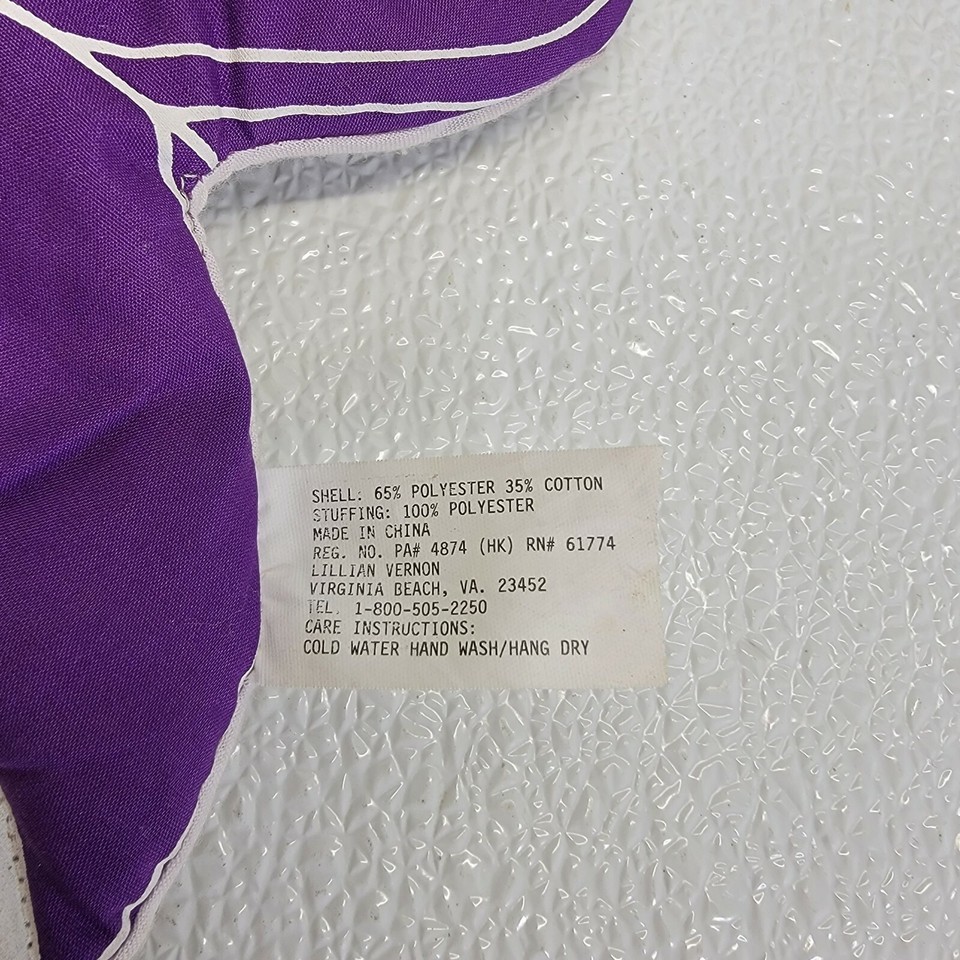 SHELL: 65% POLYESTER 35% COTTON
STUFFING: 100% POLYESTER
MADE IN CHINA
REG. NO. PA# 4874 (HK) RN# 61774
LILLIAN VERNON
VIRGINIA BEACH, VA. 23452
TEL. 1-800-505-2250
CARE INSTRUCTIONS:
COLD WATER HAND WASH/HANG DRY